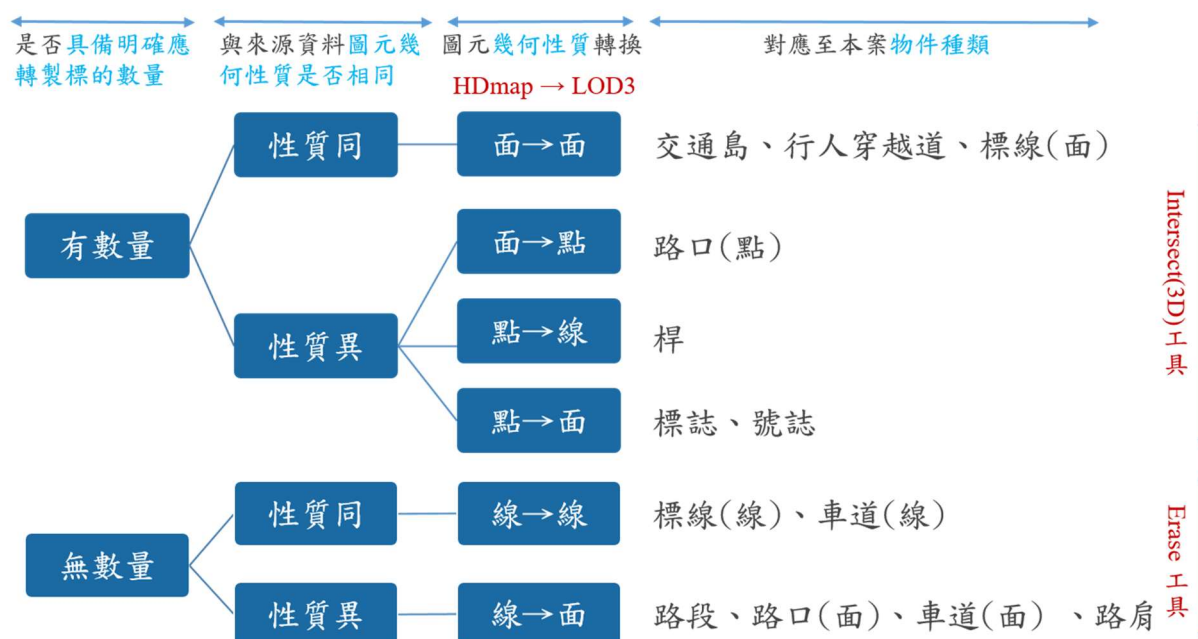 是否具備明確應
轉製標的數量
與來源資料圖元幾
何性質是否相同
圖元幾何性質轉換
HDmap → LOD3
對應至本案物件種類
有數量
性質同
面→面
交通島、行人穿越道、標線(面)
性質異
面→點
路口(點)
點→線
桿
點→面
標誌、號誌
Intersect(3D)工具
無數量
性質同
線→線
標線(線)、車道(線)
性質異
線→面
路段、路口(面)、車道(面) 、路肩
Erase 工具